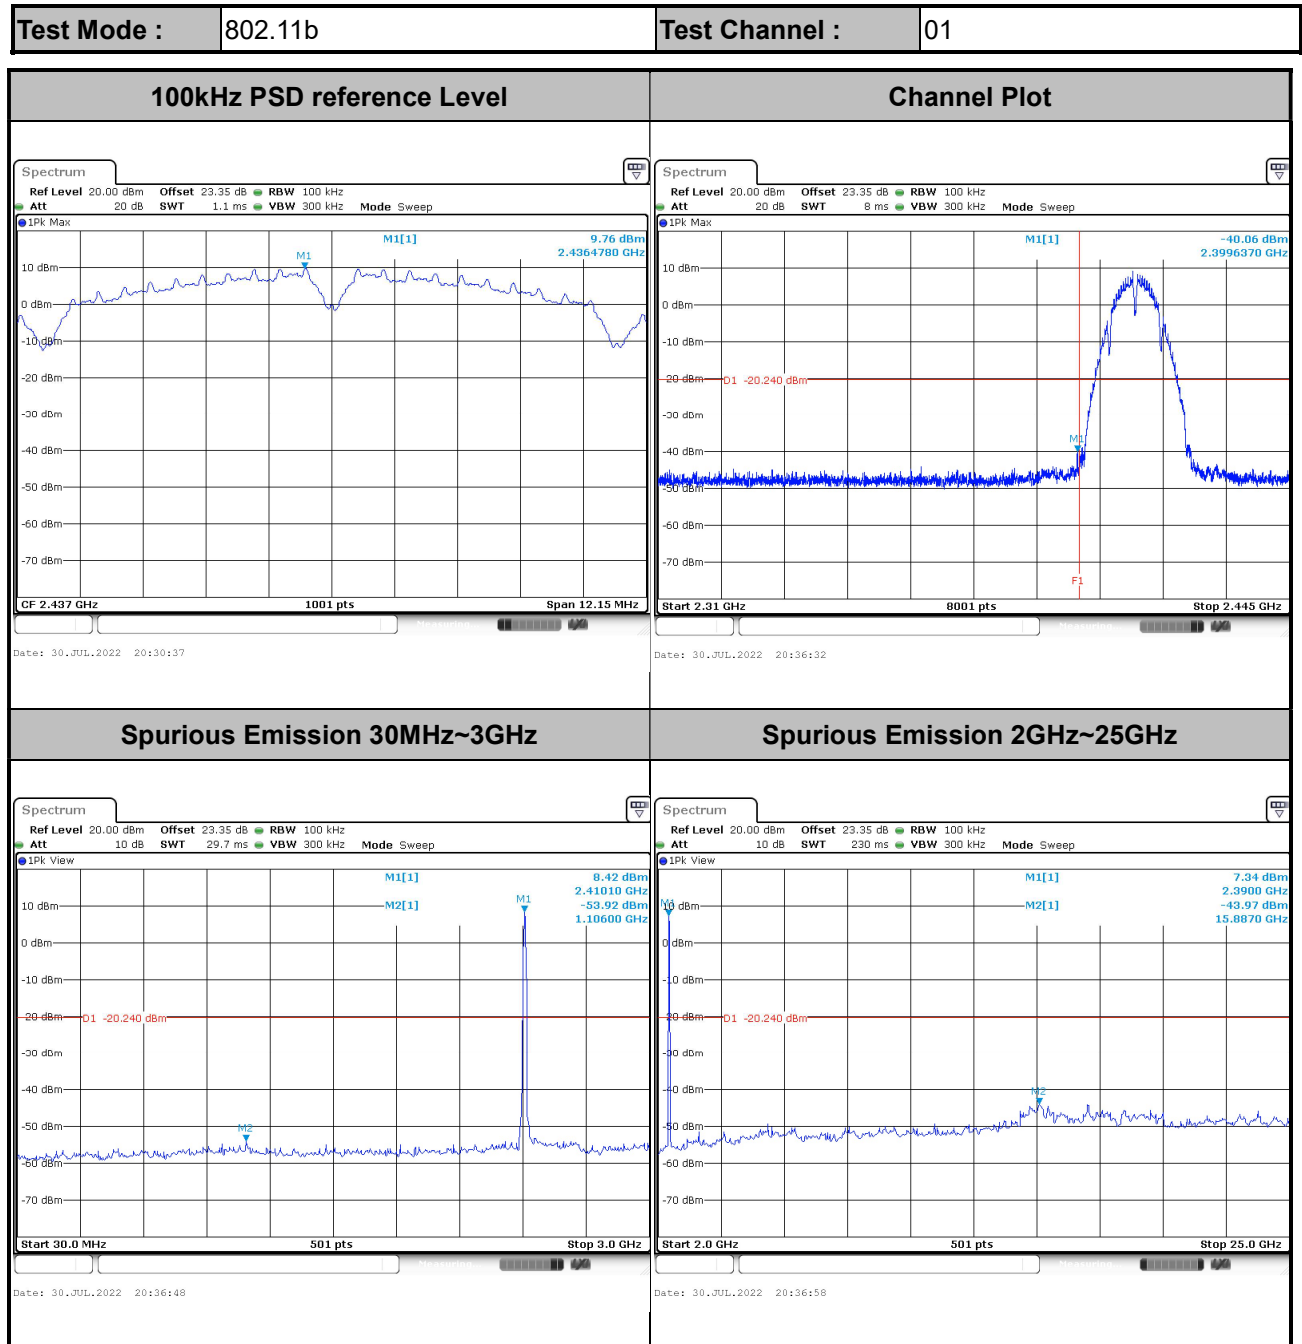 Test Mode : 802.11b Test Channel : 01
100kHz PSD reference Level Channel Plot
Spectrum
Ref Level 20.00 dBm Offset 23.35 dB RBW 100 kHz
Att 20 dB SWT 1.1 ms VBW 300 kHz Mode Sweep
1Pk Max
M1[1] 9.76 dBm
2.4364780 GHz
M1
10 dBm
0 dBm
-10 dBm
-20 dBm
-30 dBm
-40 dBm
-50 dBm
-60 dBm
-70 dBm
CF 2.437 GHz 1001 pts Span 12.15 MHz
Measuring
Date: 30.JUL.2022 20:30:37
Spectrum
Ref Level 20.00 dBm Offset 23.35 dB RBW 100 kHz
Att 20 dB SWT 8 ms VBW 300 kHz Mode Sweep
1Pk Max
M1[1] -40.06 dBm
2.3996370 GHz
10 dBm
0 dBm
-10 dBm
-20 dBm D1 -20.240 dBm
-30 dBm
M1
-40 dBm
-50 dBm
-60 dBm
-70 dBm
F1
Start 2.31 GHz 8001 pts Stop 2.445 GHz
Measuring
Date: 30.JUL.2022 20:36:32
Spurious Emission 30MHz~3GHz Spurious Emission 2GHz~25GHz
Spectrum
Ref Level 20.00 dBm Offset 23.35 dB RBW 100 kHz
Att 10 dB SWT 29.7 ms VBW 300 kHz Mode Sweep
1Pk View
M1[1] 8.42 dBm
2.41010 GHz
M2[1] -53.92 dBm
1.10600 GHz
M1
10 dBm
0 dBm
-10 dBm
-20 dBm D1 -20.240 dBm
-30 dBm
-40 dBm
-50 dBm
M2
-60 dBm
-70 dBm
Start 30.0 MHz 501 pts Stop 3.0 GHz
Measuring
Date: 30.JUL.2022 20:36:48
Spectrum
Ref Level 20.00 dBm Offset 23.35 dB RBW 100 kHz
Att 10 dB SWT 230 ms VBW 300 kHz Mode Sweep
1Pk View
M1[1] 7.34 dBm
2.3900 GHz
M2[1] -43.97 dBm
15.8870 GHz
M1
10 dBm
0 dBm
-10 dBm
-20 dBm D1 -20.240 dBm
-30 dBm
-40 dBm
M2
-50 dBm
-60 dBm
-70 dBm
Start 2.0 GHz 501 pts Stop 25.0 GHz
Measuring
Date: 30.JUL.2022 20:36:58